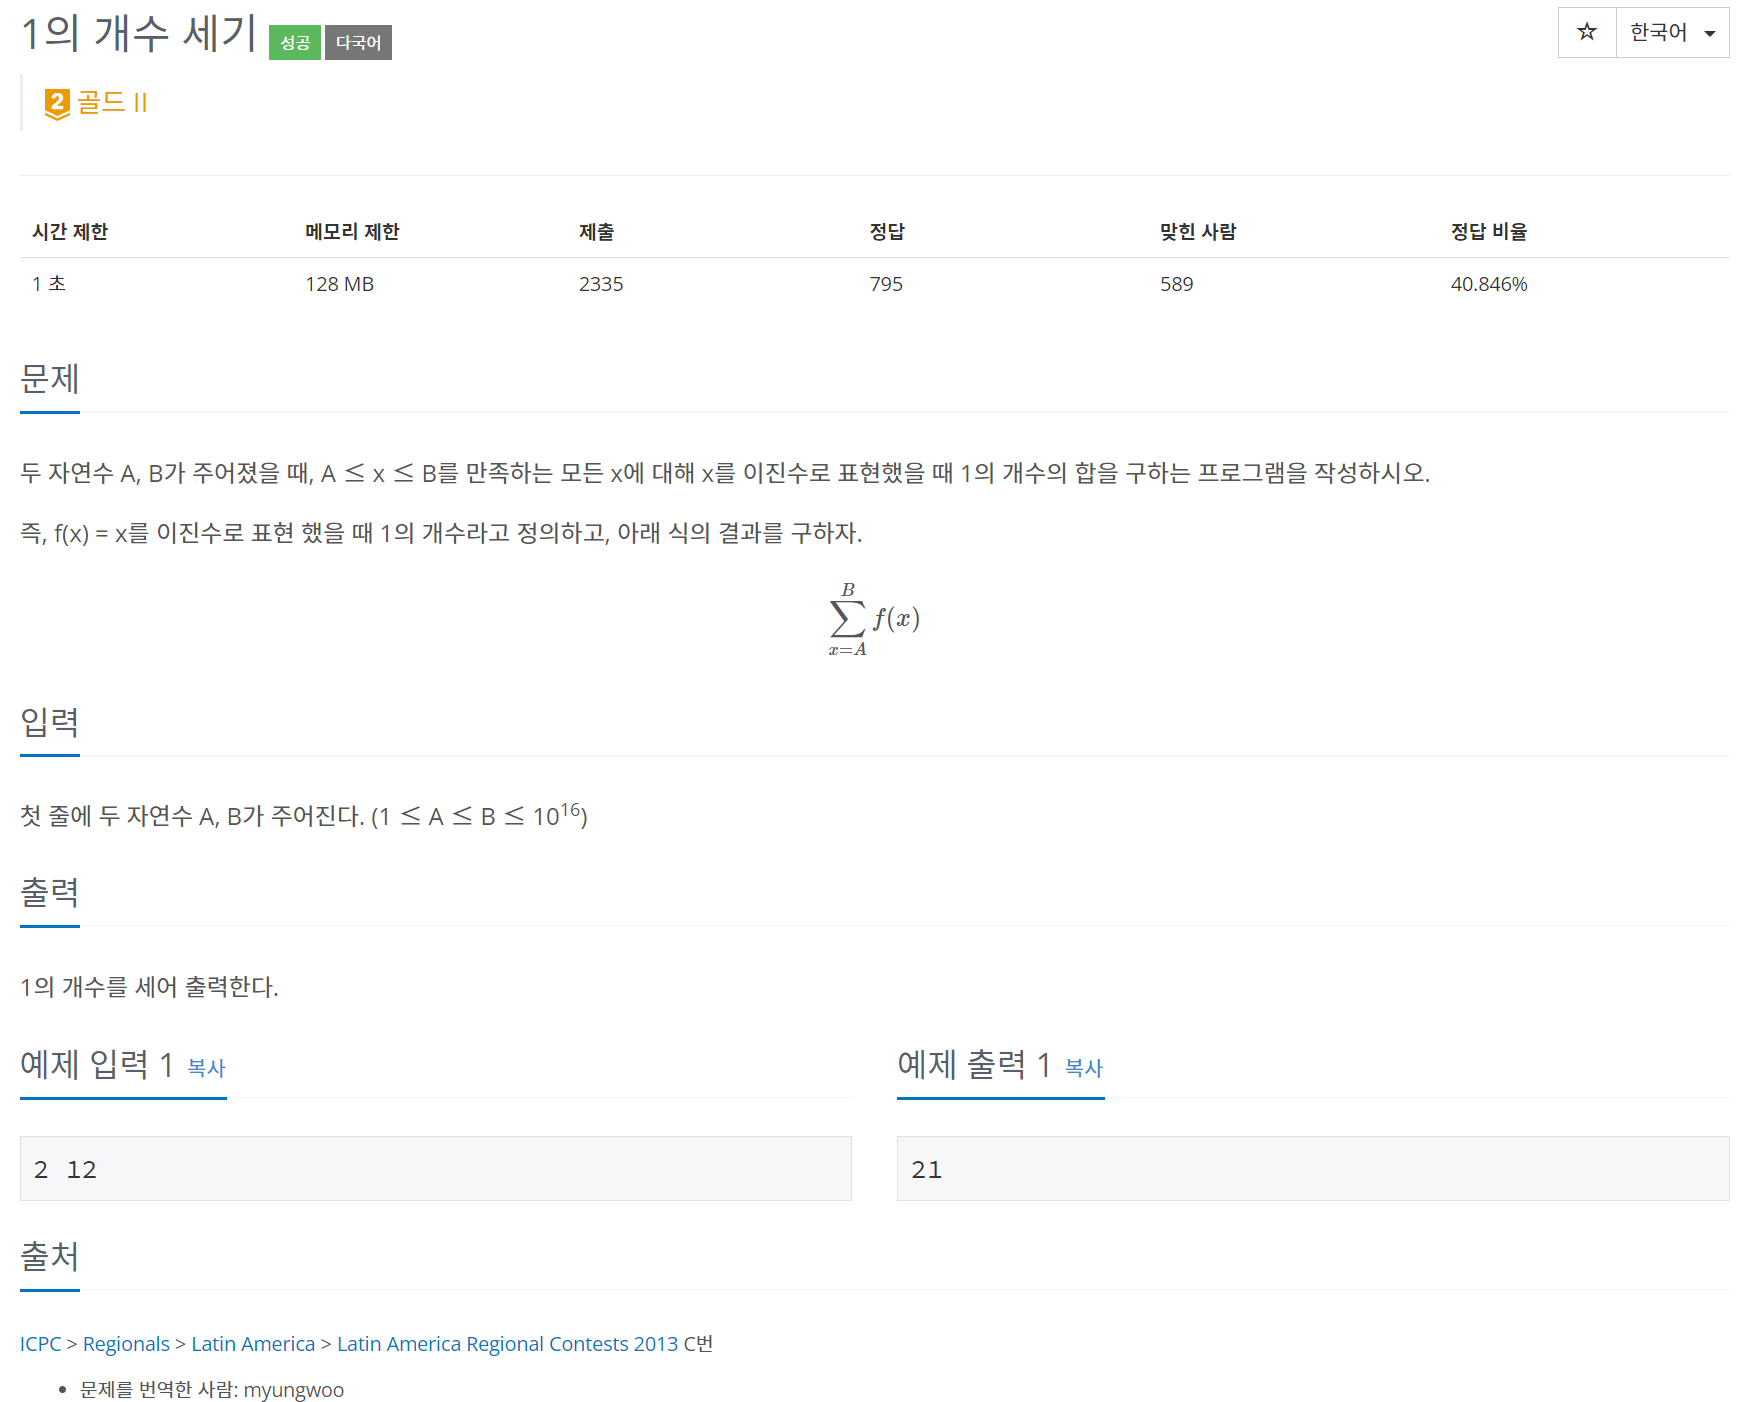 1의 개수 세기 성공 다국어 ☆ 한국어
2 골드 II
시간 제한 메모리 제한 제출 정답 맞힌 사람 정답 비율
1 초 128 MB 2335 795 589 40.846%
문제
두 자연수 A, B가 주어졌을 때, A ≤ x ≤ B를 만족하는 모든 x에 대해 x를 이진수로 표현했을 때 1의 개수의 합을 구하는 프로그램을 작성하시오.
즉, f(x) = x를 이진수로 표현 했을 때 1의 개수라고 정의하고, 아래 식의 결과를 구하자.
B
∑ f(x)
x=A
입력
첫 줄에 두 자연수 A, B가 주어진다. (1 ≤ A ≤ B ≤ 10¹⁶)
출력
1의 개수를 세어 출력한다.
예제 입력 1 복사 예제 출력 1 복사
2 12 21
출처
ICPC > Regionals > Latin America > Latin America Regional Contests 2013 C번
• 문제를 번역한 사람: myungwoo